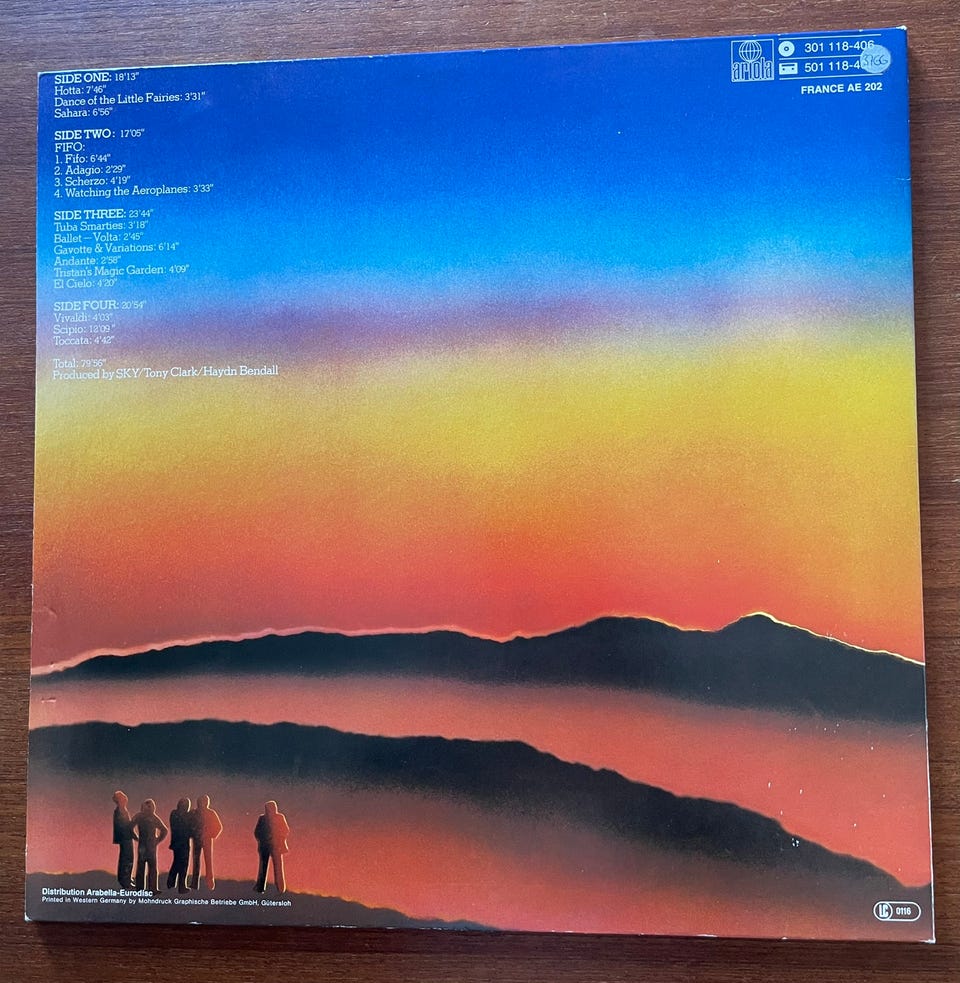 SIDE ONE: 18'13"
Hotta: 7'46"
Dance of the Little Fairies: 3'31"
Sahara: 6'56"
SIDE TWO: 17'05"
FIFO:
1. Fifo: 6'44"
2. Adagio: 2'29"
3. Scherzo: 4'19"
4. Watching the Aeroplanes: 3'33"
SIDE THREE: 23'44"
Tuba Smarties: 3'18"
Ballet—Volta: 2'45"
Gavotte & Variations: 6'14"
Andante: 2'58"
Tristan's Magic Garden: 4'09"
El Cielo: 4'20"
SIDE FOUR: 20'54"
Vivaldi: 4'03"
Scipio: 12'09"
Toccata: 4'42"
Total: 79'56"
Produced by SKY/Tony Clark/Haydn Bendall
ariola
301 118-406
501 118-4
FRANCE AE 202
Distribution Arabella-Eurodisc
Printed in Western Germany by Mohndruck Graphische Betriebe GmbH, Gütersloh
LC 0116